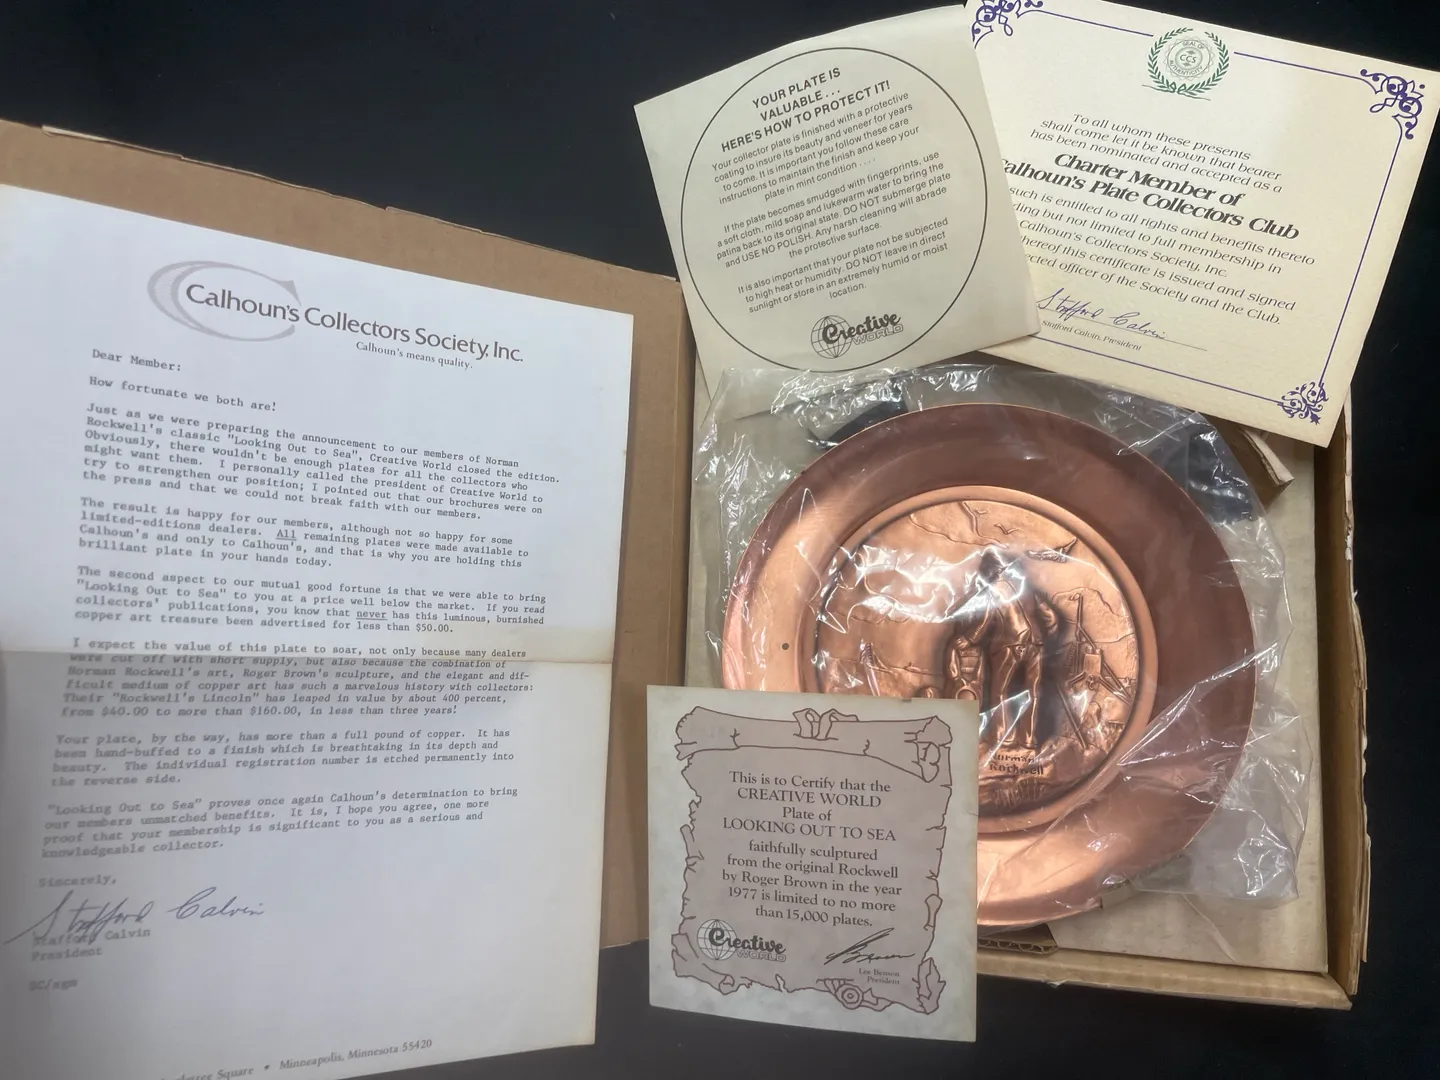 Calhoun's Collectors Society, Inc.
Calhoun's means quality.
Dear Member:
How fortunate we both are!
Just as we were preparing the announcement to our members of Norman
Rockwell's classic "Looking Out to Sea", Creative World closed the edition.
Obviously, there wouldn't be enough plates for all the collectors who
might want them. I personally called the president of Creative World to
try to strengthen our position; I pointed out that our brochures were on
the press and that we could not break faith with our members.
The result is happy for our members, although not so happy for some
limited-editions dealers. All remaining plates were made available to
Calhoun's and only to Calhoun's, and that is why you are holding this
brilliant plate in your hands today.
The second aspect to our mutual good fortune is that we were able to bring
"Looking Out to Sea" to you at a price well below the market. If you read
collectors' publications, you know that never has this luminous, burnished
copper art treasure been advertised for less than $50.00.
I expect the value of this plate to soar, not only because many dealers
were cut off with short supply, but also because the combination of
Norman Rockwell's art, Roger Brown's sculpture, and the elegant and dif-
ficult medium of copper art has such a marvelous history with collectors:
Their "Rockwell's Lincoln" has leaped in value by about 400 percent,
from $40.00 to more than $160.00, in less than three years!
Your plate, by the way, has more than a full pound of copper. It has
been hand-buffed to a finish which is breathtaking in its depth and
beauty. The individual registration number is etched permanently into
the reverse side.
"Looking Out to Sea" proves once again Calhoun's determination to bring
our members unmatched benefits. It is, I hope you agree, one more
proof that your membership is significant to you as a serious and
knowledgeable collector.
Sincerely,
Stafford Calvin
Stafford Calvin
President
SC/sgm
Square • Minneapolis, Minnesota 55420
YOUR PLATE IS
VALUABLE . . .
HERE'S HOW TO PROTECT IT!
Your collector plate is finished with a protective
coating to insure its beauty and veneer for years
to come. It is important you follow these care
instructions to maintain the finish and keep your
plate in mint condition . . . .
If the plate becomes smudged with fingerprints, use
a soft cloth, mild soap and lukewarm water to bring the
patina back to its original state. DO NOT submerge plate
and USE NO POLISH. Any harsh cleaning will abrade
the protective surface.
It is also important that your plate not be subjected
to high heat or humidity. DO NOT leave in direct
sunlight or store in an extremely humid or moist
location.
Creative
WORLD
SEAL OF
CCS
AUTHENTICITY
To all whom these presents
shall come let it be known that bearer
has been nominated and accepted as a
Charter Member of
alhoun's Plate Collectors Club
such is entitled to all rights and benefits thereto
ding but not limited to full membership in
Calhoun's Collectors Society, Inc.
hereof this certificate is issued and signed
ected officer of the Society and the Club.
Stafford Calvin
Stafford Calvin, President
Norman
Rockwell
This is to Certify that the
CREATIVE WORLD
Plate of
LOOKING OUT TO SEA
faithfully sculptured
from the original Rockwell
by Roger Brown in the year
1977 is limited to no more
than 15,000 plates.
Creative
WORLD
Lee Benson
President